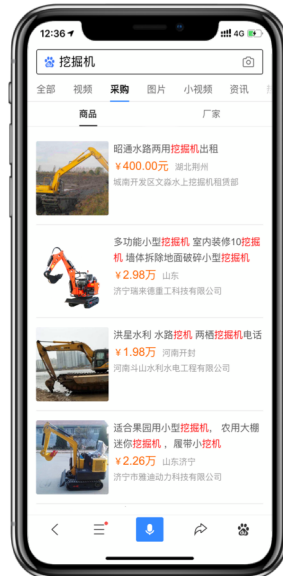 12:36
4G
挖掘机
全部 视频 采购 图片 小视频 资讯
商品 厂家
昭通水路两用挖掘机出租
¥400.00元 湖北荆州
城南开发区文淼水上挖掘机租赁部
多功能小型挖掘机 室内装修10挖掘
机 墙体拆除地面破碎小型挖掘机
¥2.98万 山东
济宁瑞来德重工科技有限公司
洪星水利 水路挖机 两栖挖掘机电话
¥1.98万 河南开封
河南斗山水利水电工程有限公司
适合果园用小型挖掘机， 农用大棚
迷你挖掘机 ，履带小挖机
¥2.26万 山东济宁
济宁市雅迪动力科技有限公司